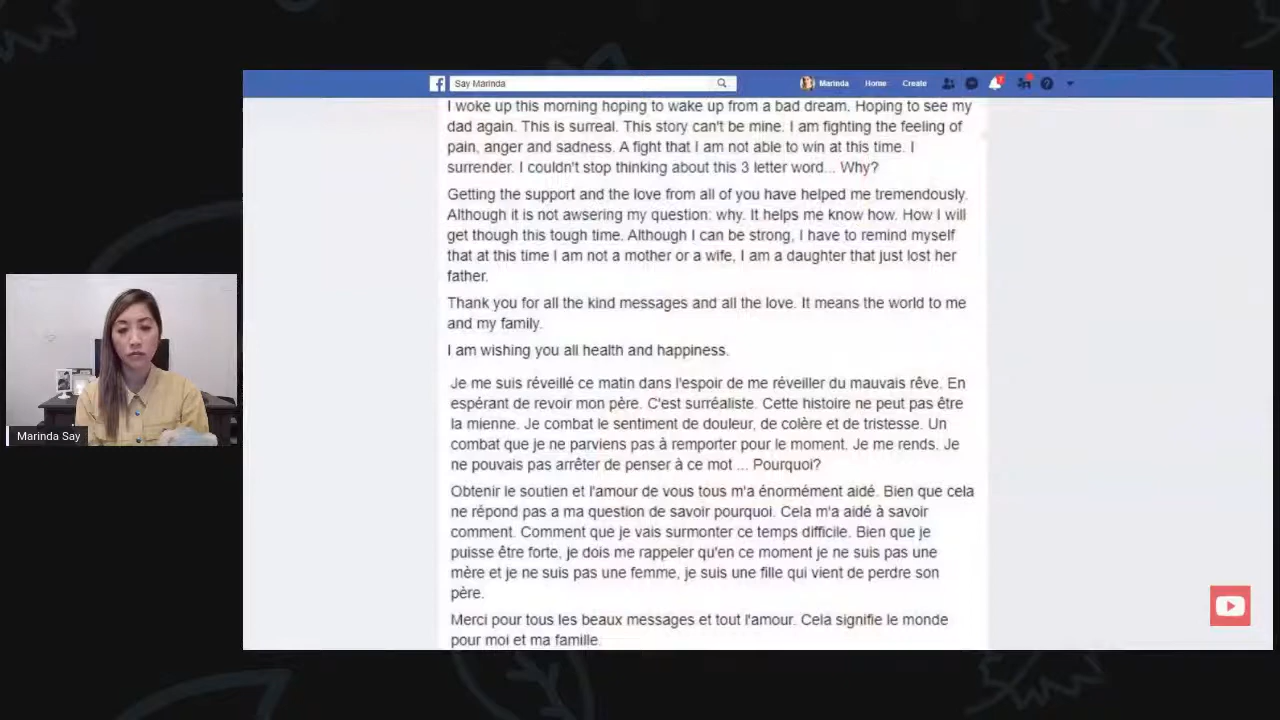 Say Marinda
Marinda
Home
Create
I woke up this morning hoping to wake up from a bad dream. Hoping to see my
dad again. This is surreal. This story can't be mine. I am fighting the feeling of
pain, anger and sadness. A fight that I am not able to win at this time. I
surrender. I couldn't stop thinking about this 3 letter word... Why?
Getting the support and the love from all of you have helped me tremendously.
Although it is not awsering my question: why. It helps me know how. How I will
get though this tough time. Although I can be strong, I have to remind myself
that at this time I am not a mother or a wife, I am a daughter that just lost her
father.
Thank you for all the kind messages and all the love. It means the world to me
and my family.
I am wishing you all health and happiness.
Je me suis réveillé ce matin dans l'espoir de me réveiller du mauvais rêve. En
espérant de revoir mon père. C'est surréaliste. Cette histoire ne peut pas être
la mienne. Je combat le sentiment de douleur, de colère et de tristesse. Un
combat que je ne parviens pas à remporter pour le moment. Je me rends. Je
ne pouvais pas arrêter de penser à ce mot ... Pourquoi?
Obtenir le soutien et l'amour de vous tous m'a énormément aidé. Bien que cela
ne répond pas a ma question de savoir pourquoi. Cela m'a aidé à savoir
comment. Comment que je vais surmonter ce temps difficile. Bien que je
puisse être forte, je dois me rappeler qu'en ce moment je ne suis pas une
mère et je ne suis pas une femme, je suis une fille qui vient de perdre son
père.
Merci pour tous les beaux messages et tout l'amour. Cela signifie le monde
pour moi et ma famille.
Marinda Say